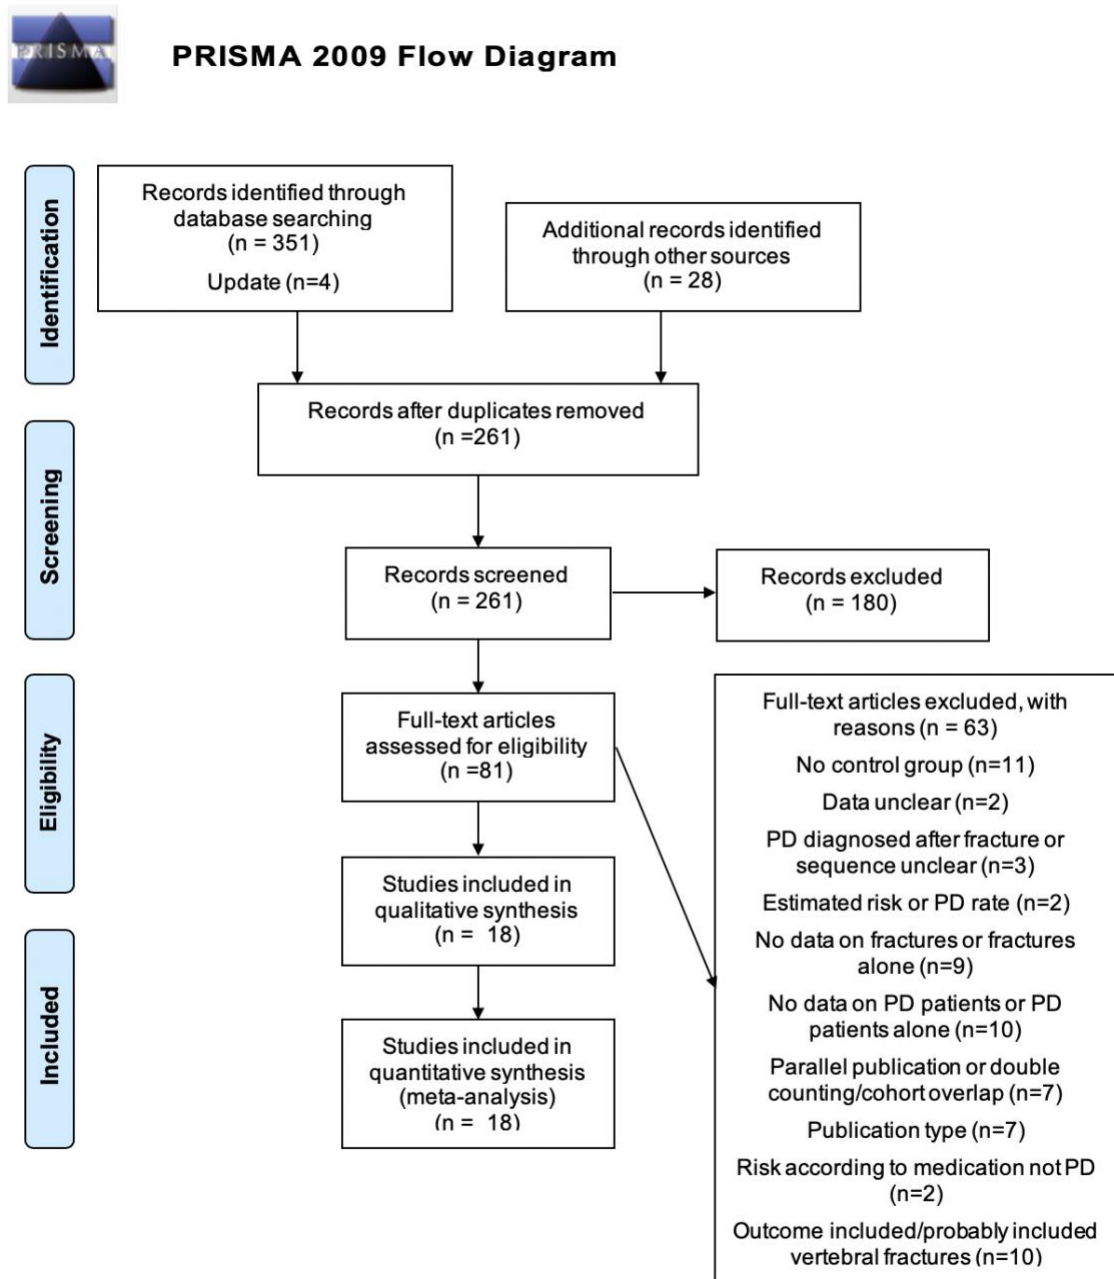 PRISMA
PRISMA 2009 Flow Diagram
Identification
Records identified through
database searching
(n = 351)
Update (n=4)
Additional records identified
through other sources
(n = 28)
Records after duplicates removed
(n =261)
Screening
Records screened
(n = 261)
Records excluded
(n = 180)
Eligibility
Full-text articles
assessed for eligibility
(n =81)
Full-text articles excluded, with
reasons (n = 63)
No control group (n=11)
Data unclear (n=2)
PD diagnosed after fracture or
sequence unclear (n=3)
Estimated risk or PD rate (n=2)
No data on fractures or fractures
alone (n=9)
No data on PD patients or PD
patients alone (n=10)
Parallel publication or double
counting/cohort overlap (n=7)
Publication type (n=7)
Risk according to medication not PD
(n=2)
Outcome included/probably included
vertebral fractures (n=10)
Studies included in
qualitative synthesis
(n = 18)
Included
Studies included in
quantitative synthesis
(meta-analysis)
(n = 18)